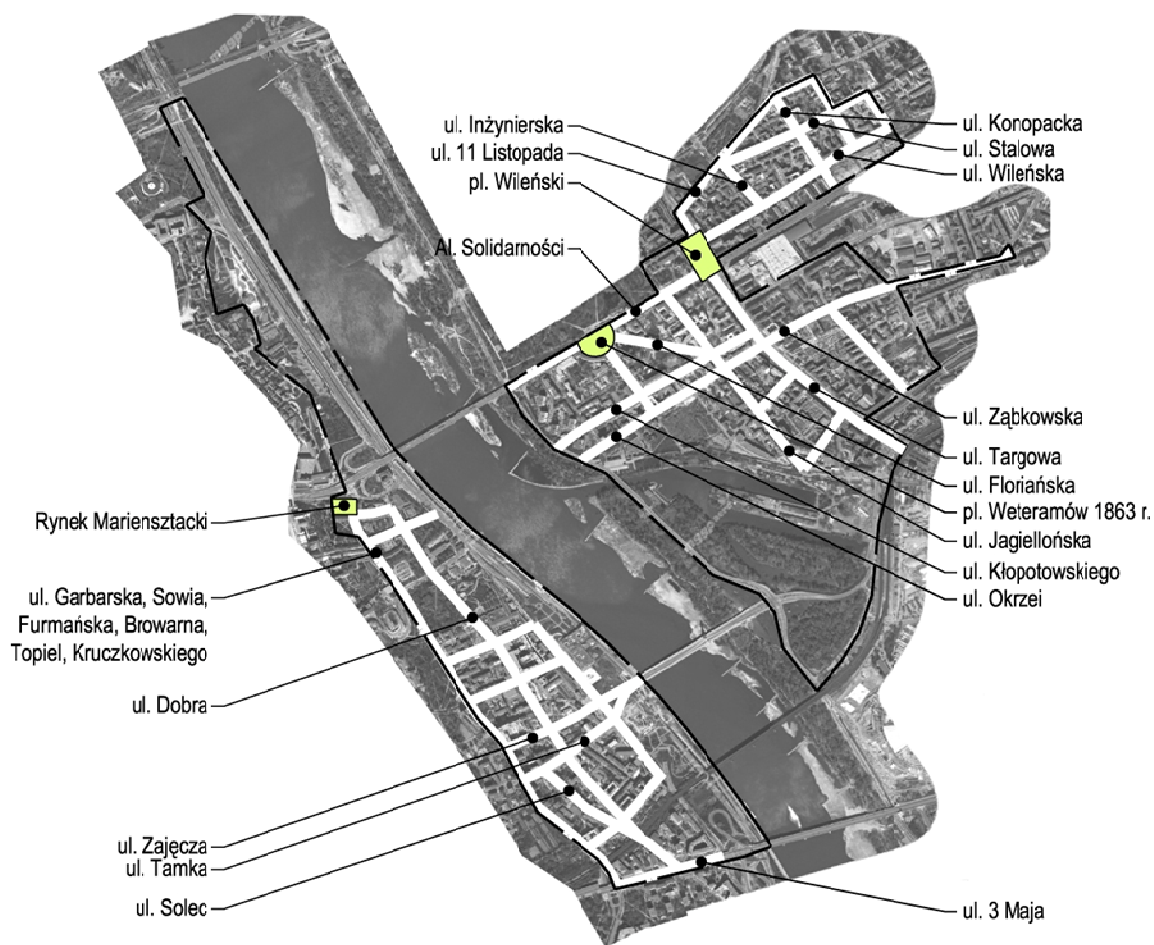 ul. Inżynierska
ul. 11 Listopada
pl. Wileński
Al. Solidarności
Rynek Mariensztacki
ul. Garbarska, Sowia,
Furmańska, Browarna,
Topiel, Kruczkowskiego
ul. Dobra
ul. Zajęcza
ul. Tamka
ul. Solec
ul. Konopacka
ul. Stalowa
ul. Wileńska
ul. Ząbkowska
ul. Targowa
ul. Floriańska
pl. Weteramów 1863 r.
ul. Jagiellońska
ul. Kłopotowskiego
ul. Okrzei
ul. 3 Maja